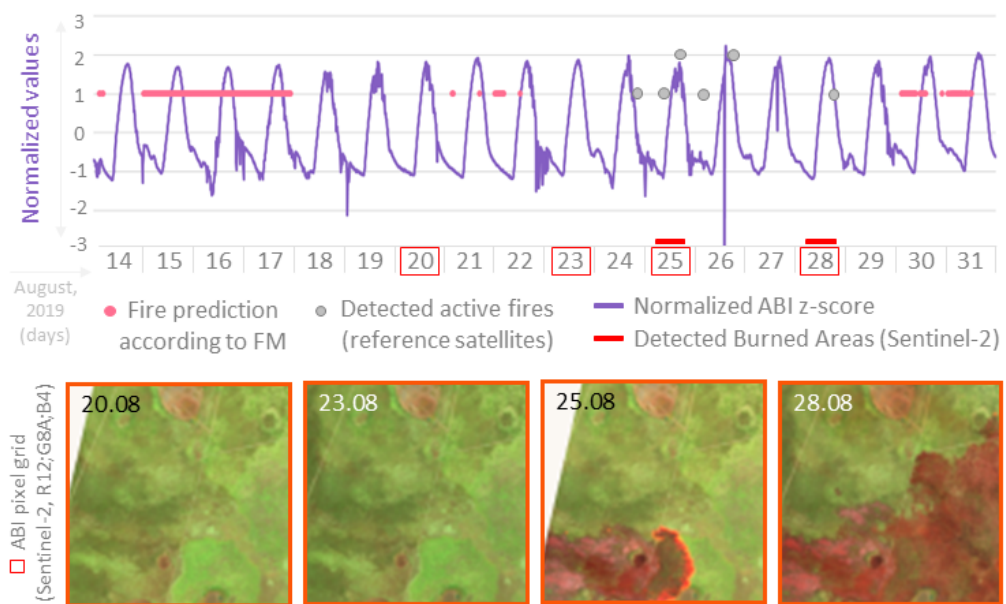 Normalized values
3
2
1
0
-1
-2
-3
14 15 16 17 18 19 20 21 22 23 24 25 26 27 28 29 30 31
August,
2019
(days)
Fire prediction
according to FM
Detected active fires
(reference satellites)
Normalized ABI z-score
Detected Burned Areas (Sentinel-2)
ABI pixel grid
(Sentinel-2, R12;G8A;B4)
20.08
23.08
25.08
28.08